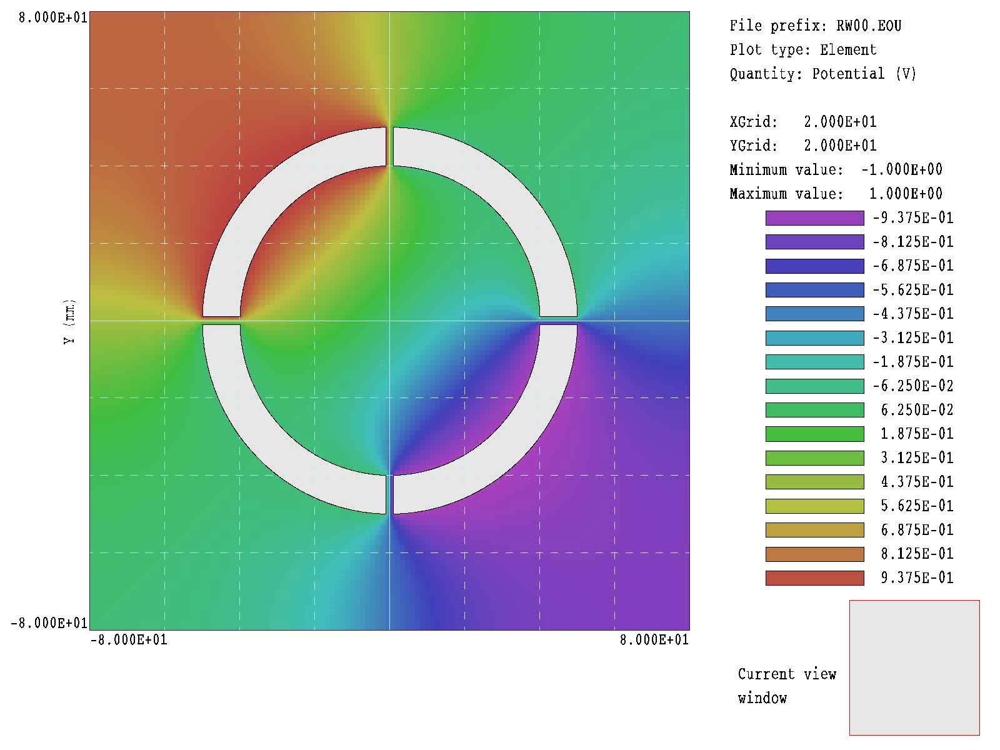 8.000E+01
Y (mm)
-8.000E+01
-8.000E+01 8.000E+01
File prefix: RW00.EOU
Plot type: Element
Quantity: Potential (V)
XGrid: 2.000E+01
YGrid: 2.000E+01
Minimum value: -1.000E+00
Maximum value: 1.000E+00
-9.375E-01
-8.125E-01
-6.875E-01
-5.625E-01
-4.375E-01
-3.125E-01
-1.875E-01
-6.250E-02
6.250E-02
1.875E-01
3.125E-01
4.375E-01
5.625E-01
6.875E-01
8.125E-01
9.375E-01
Current view
window